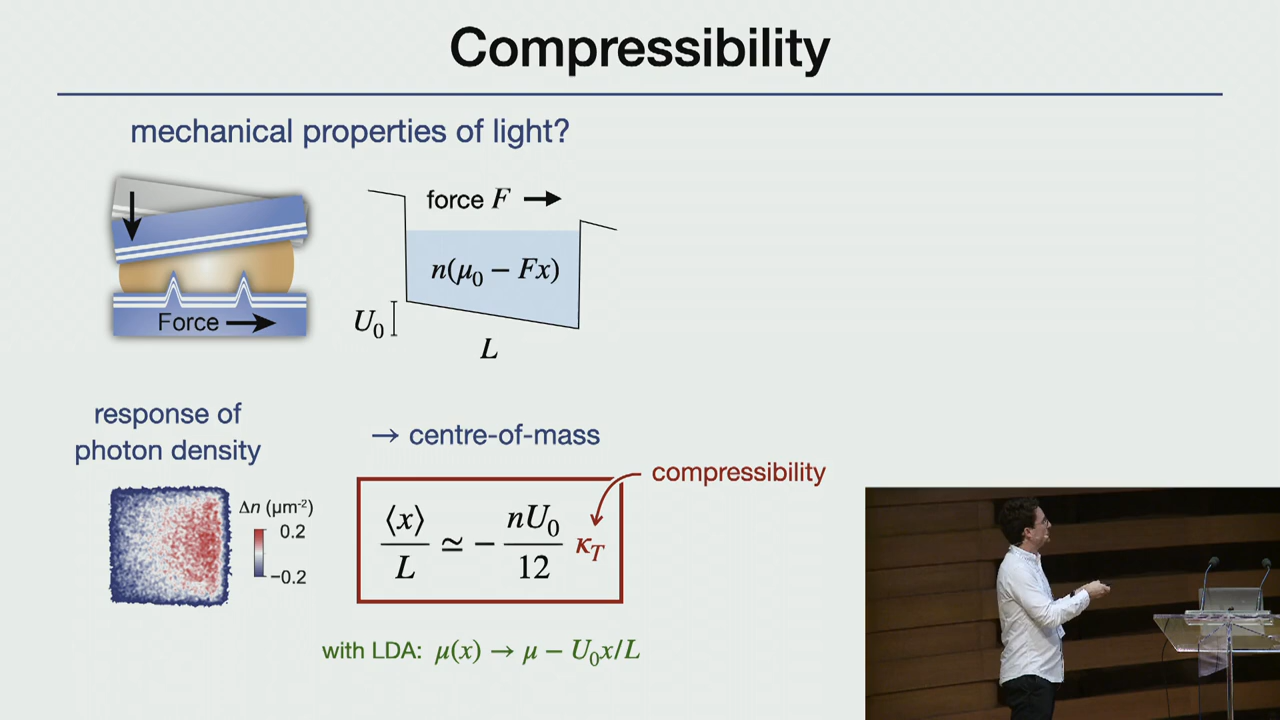 Compressibility
mechanical properties of light?
Force
force F
n(μ₀ − Fx)
U₀
L
response of
photon density
Δn (μm⁻²)
0.2
−0.2
→ centre-of-mass
compressibility
⟨x⟩/L ≃ − nU₀/12 κ_T
with LDA: μ(x) → μ − U₀x/L